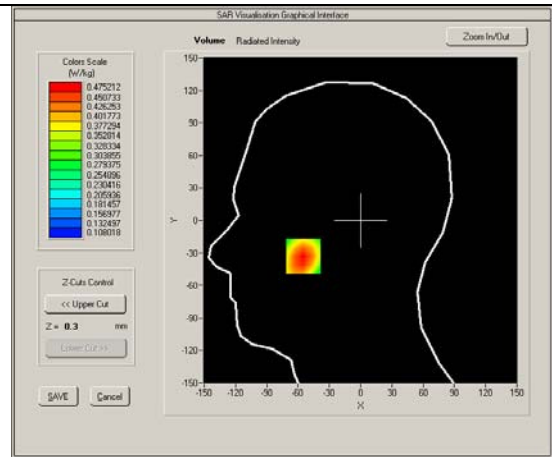 SAR Visualisation Graphical Interface
Volume Radiated Intensity
Zoom In/Out
Colors Scale
(W/kg)
0.475212
0.450733
0.426253
0.401773
0.377294
0.352814
0.328334
0.303855
0.279375
0.254896
0.230416
0.205936
0.181457
0.156977
0.132497
0.108018
Z-Cuts Control
<< Upper Cut
Z = 0.3 mm
Lower Cut >>
SAVE Cancel
150
120
90
60
30
0
-30
-60
-90
-120
-150
Y
-150 -120 -90 -60 -30 0 30 60 90 120 150
X